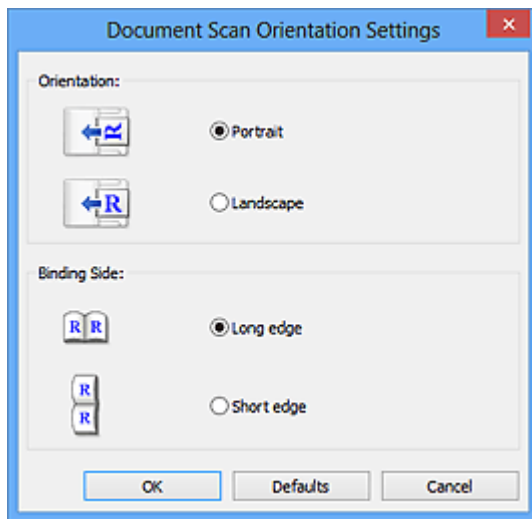 Document Scan Orientation Settings
Orientation:
R
Portrait
R
Landscape
Binding Side:
R R
Long edge
R
R
Short edge
OK Defaults Cancel